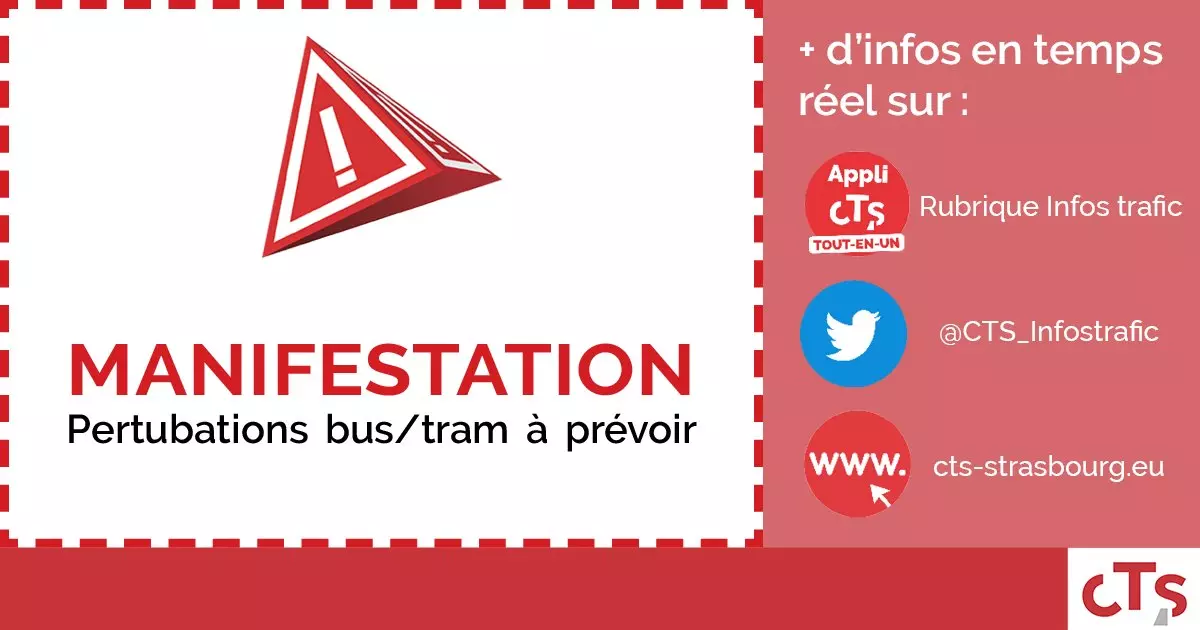 MANIFESTATION
Pertubations bus/tram à prévoir
+ d'infos en temps
réel sur :
Appli
CTS
TOUT-EN-UN
Rubrique Infos trafic
@CTS_Infostrafic
www.
cts-strasbourg.eu
CTS